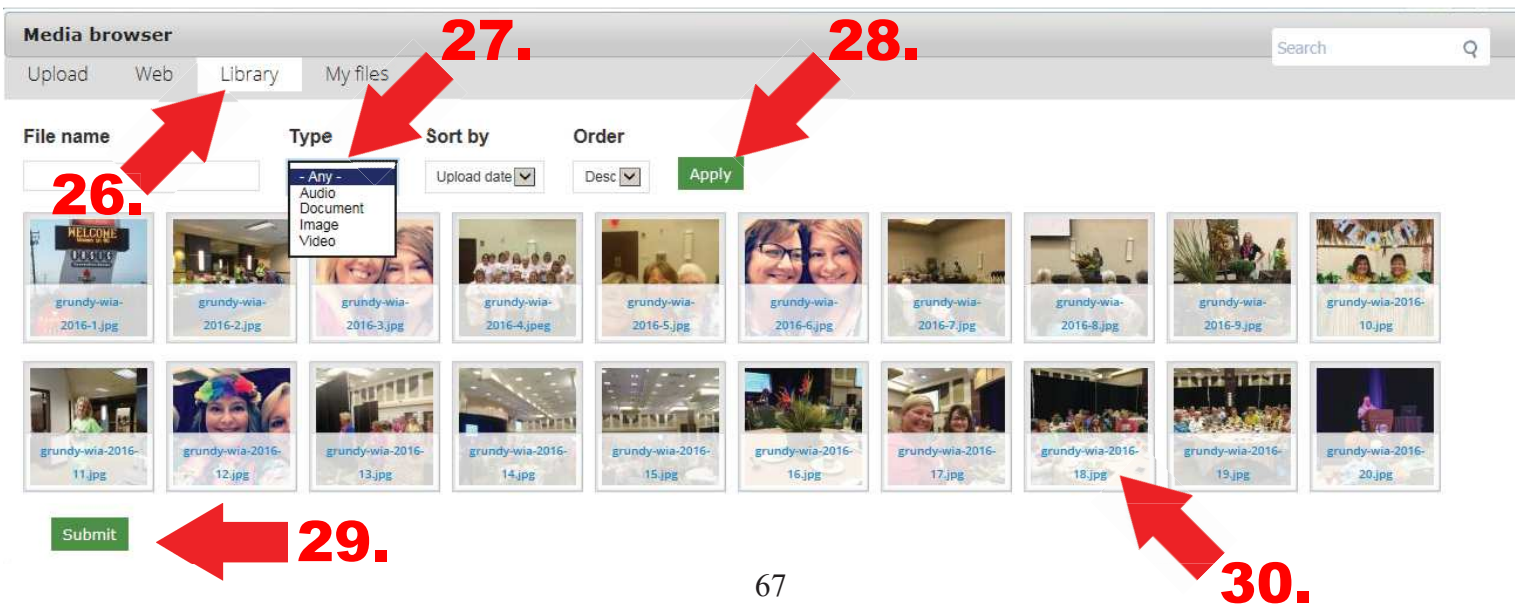 Media browser
27.
28.
Search
Upload Web Library My files
File name Type Sort by Order
26.
- Any -
Audio
Document
Image
Video
Upload date
Desc
Apply
WELCOME
OASIS
grundy-wia-
2016-1.jpg
grundy-wia-
2016-2.jpg
grundy-wia-
2016-3.jpg
grundy-wia-
2016-4.jpeg
grundy-wia-
2016-5.jpg
grundy-wia-
2016-6.jpg
grundy-wia-
2016-7.jpg
grundy-wia-
2016-8.jpg
grundy-wia-
2016-9.jpg
grundy-wia-2016-
10.jpg
grundy-wia-2016-
11.jpg
grundy-wia-2016-
12.jpg
grundy-wia-2016-
13.jpg
grundy-wia-2016-
14.jpg
grundy-wia-2016-
15.jpg
grundy-wia-2016-
16.jpg
grundy-wia-2016-
17.jpg
grundy-wia-2016-
18.jpg
grundy-wia-2016-
19.jpg
grundy-wia-2016-
20.jpg
Submit
29.
67
30.